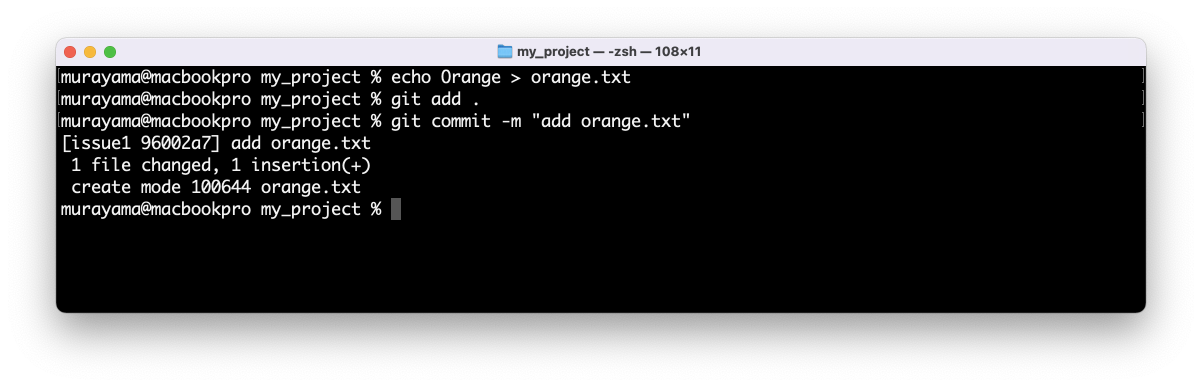 my_project — -zsh — 108×11
murayama@macbookpro my_project % echo Orange > orange.txt
murayama@macbookpro my_project % git add .
murayama@macbookpro my_project % git commit -m "add orange.txt"
[issue1 96002a7] add orange.txt
 1 file changed, 1 insertion(+)
 create mode 100644 orange.txt
murayama@macbookpro my_project %